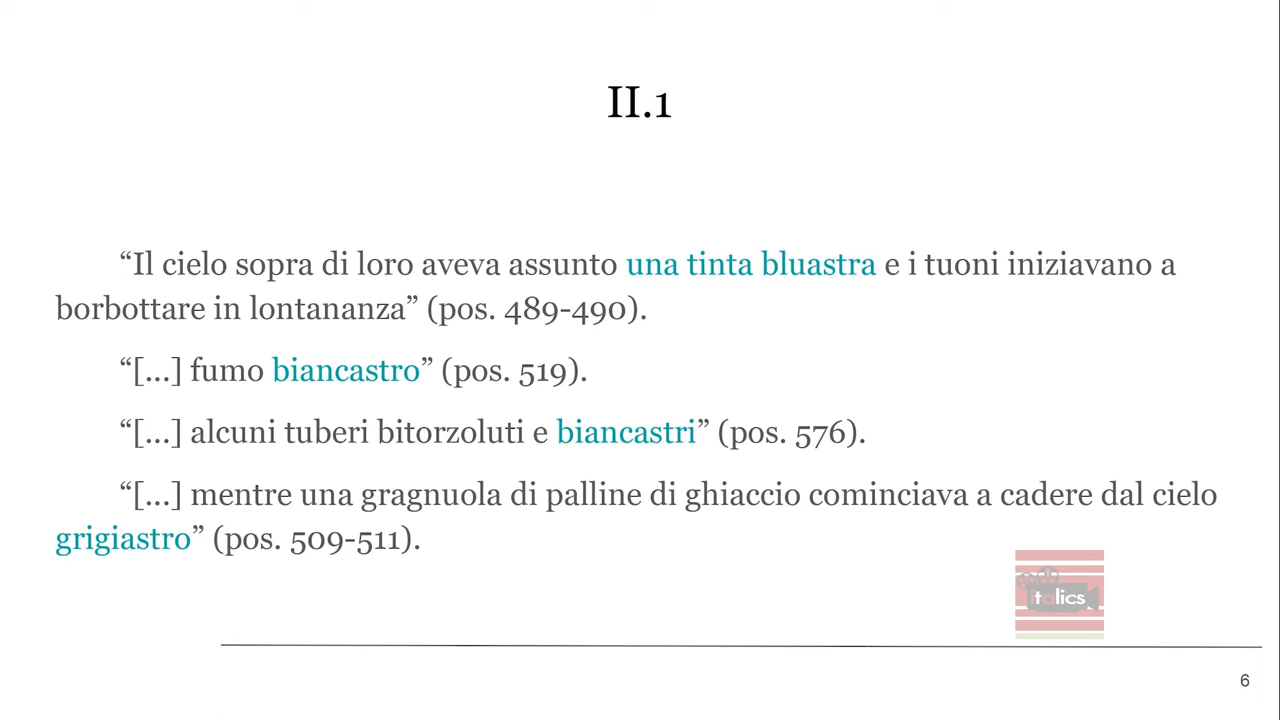 II.1
“Il cielo sopra di loro aveva assunto una tinta bluastra e i tuoni iniziavano a
borbottare in lontananza” (pos. 489-490).
“[...] fumo biancastro” (pos. 519).
“[...] alcuni tuberi bitorzoluti e biancastri” (pos. 576).
“[...] mentre una gragnuola di palline di ghiaccio cominciava a cadere dal cielo
grigiastro” (pos. 509-511).
Italics
6